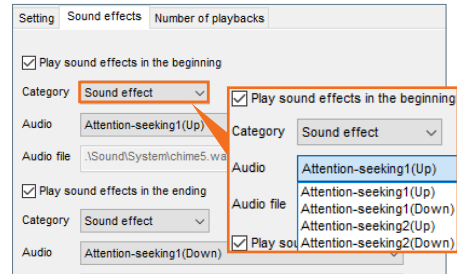 Setting Sound effects Number of playbacks
Play sound effects in the beginning
Category Sound effect
Audio Attention-seeking1(Up)
Audio file .\Sound\System\chime5.wa
Play sound effects in the ending
Category Sound effect
Audio Attention-seeking1(Down)
Play sound effects in the beginning
Category Sound effect
Audio Attention-seeking1(Up)
Attention-seeking1(Up)
Attention-seeking1(Down)
Audio file
Attention-seeking2(Up)
Play sou Attention-seeking2(Down)